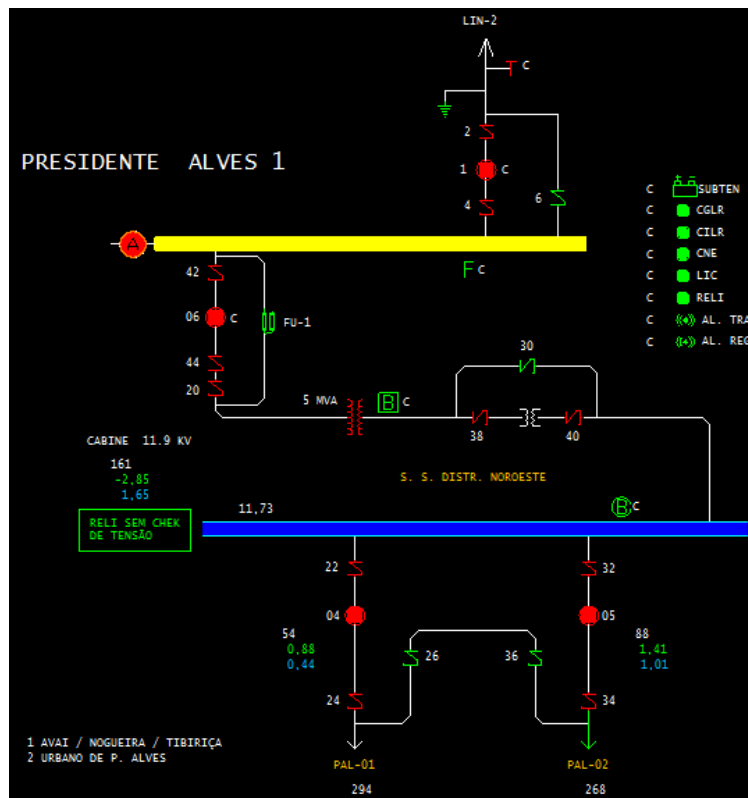 LIN-2
C
2
PRESIDENTE ALVES 1
1 C
4
6
C SUBTEN
C CGLR
C CILR
C CNE
C LIC
C RELI
C AL. TRA
C AL. REG
A
F C
42
06 C
FU-1
44
20
30
5 MVA
B C
38
40
CABINE 11.9 KV
161
-2,85
1,65
S. S. DISTR. NOROESTE
RELI SEM CHEK
DE TENSÃO
11,73
B C
22
32
04
05
54
0,88
0,44
88
1,41
1,01
26
36
24
34
1 AVAI / NOGUEIRA / TIBIRIÇA
2 URBANO DE P. ALVES
PAL-01
PAL-02
294
268